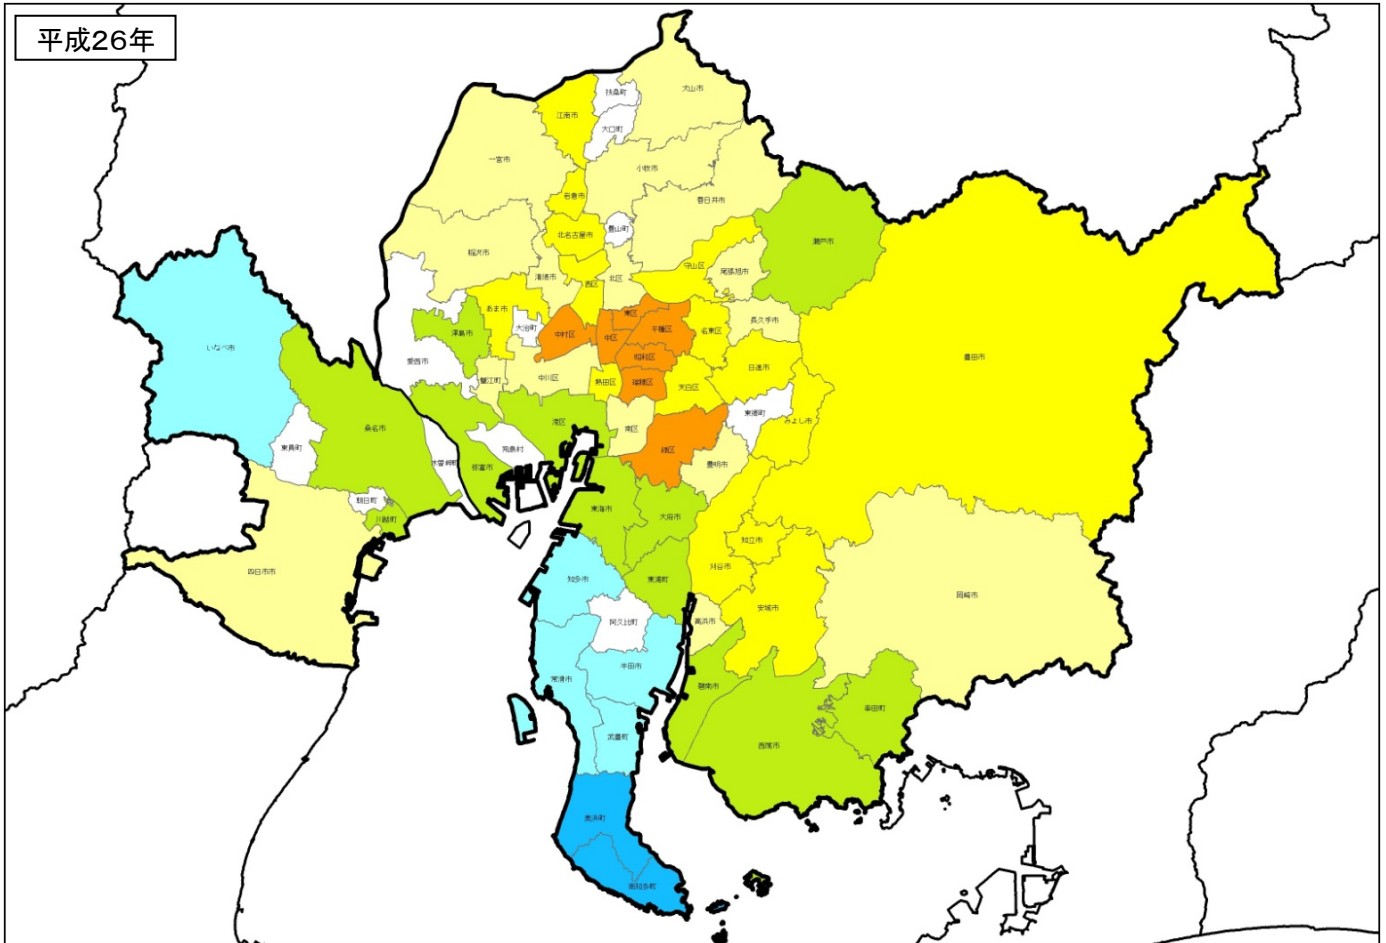 平成26年
扶桑町
犬山市
江南市
大口町
一宮市
小牧市
岩倉市
春日井市
豊山町
北名古屋市
瀬戸市
稲沢市
守山区
尾張旭市
清須市
北区
西区
あま市
東区
長久手市
津島市
大治町
中村区
中区
千種区
名東区
いなべ市
昭和区
豊田市
愛西市
日進市
蟹江町
中川区
熱田区
瑞穂区
天白区
東郷町
みよし市
港区
南区
桑名市
東員町
飛島村
緑区
木曽岬町
弥富市
豊明市
朝日町
川越町
東海市
大府市
知立市
刈谷市
四日市市
知多市
東浦町
岡崎市
安城市
阿久比町
高浜市
半田市
常滑市
碧南市
幸田町
武豊町
西尾市
美浜町
南知多町